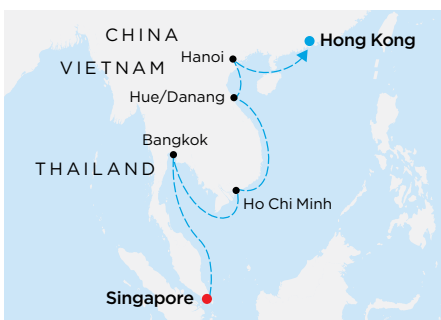 CHINA
Hong Kong
Hanoi
VIETNAM
Hue/Danang
Bangkok
THAILAND
Ho Chi Minh
Singapore